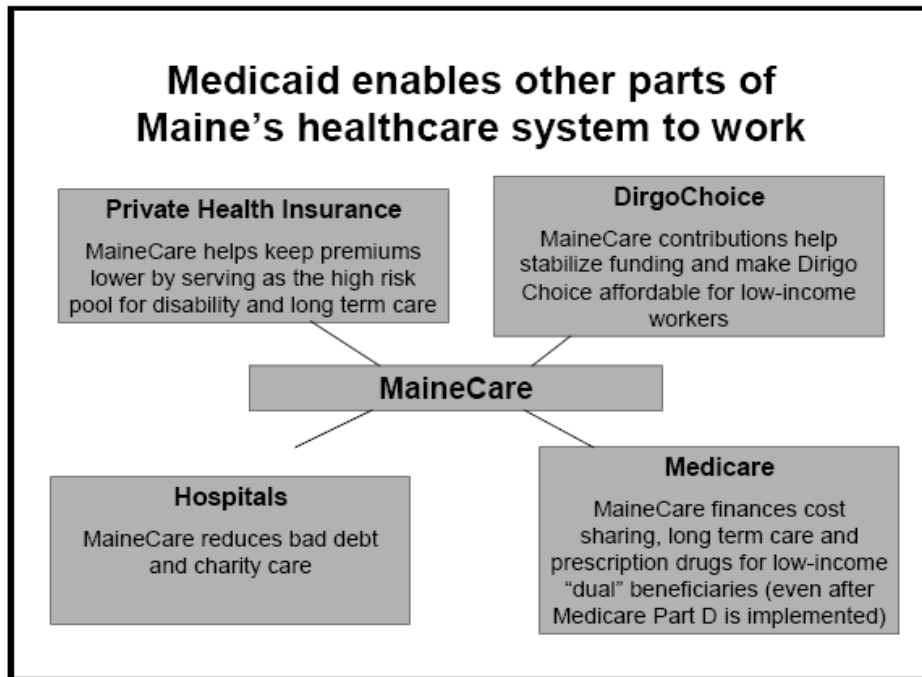 Medicaid enables other parts of
Maine's healthcare system to work
Private Health Insurance
MaineCare helps keep premiums
lower by serving as the high risk
pool for disability and long term care
DirgoChoice
MaineCare contributions help
stabilize funding and make Dirigo
Choice affordable for low-income
workers
MaineCare
Hospitals
MaineCare reduces bad debt
and charity care
Medicare
MaineCare finances cost
sharing, long term care and
prescription drugs for low-income
“dual” beneficiaries (even after
Medicare Part D is implemented)